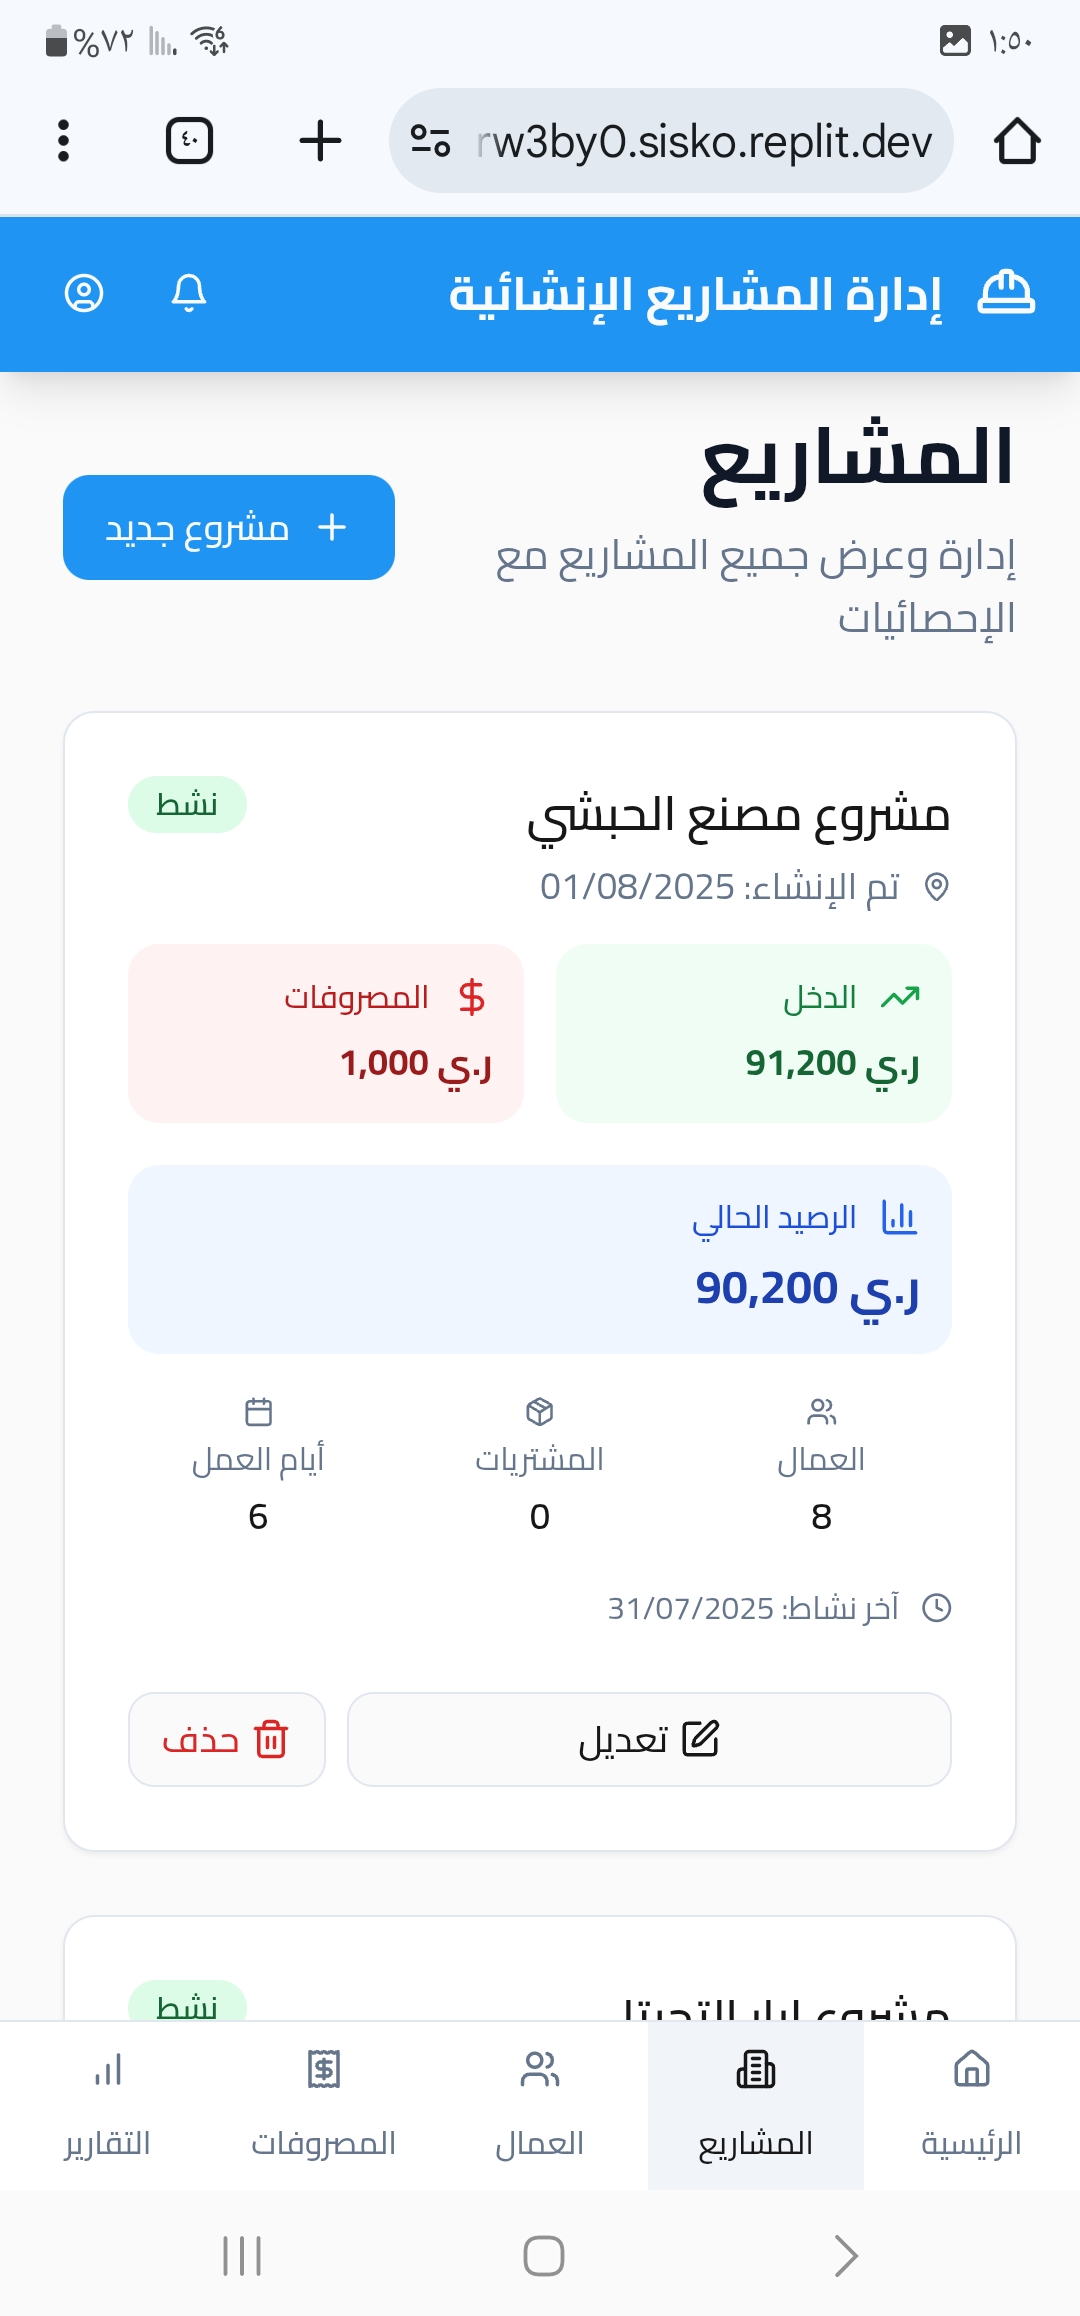 ١:٥٠
%٧٢
rw3by0.sisko.replit.dev
٤٠
إدارة المشاريع الإنشائية
المشاريع
إدارة وعرض جميع المشاريع مع
الإحصائيات
مشروع جديد
مشروع مصنع الحبشي
نشط
تم الإنشاء: 01/08/2025
الدخل
ر.ي 91,200
المصروفات
ر.ي 1,000
الرصيد الحالي
ر.ي 90,200
العمال
8
المشتريات
0
أيام العمل
6
آخر نشاط: 31/07/2025
تعديل
حذف
مشروع
نشط
الرئيسية
المشاريع
العمال
المصروفات
التقارير